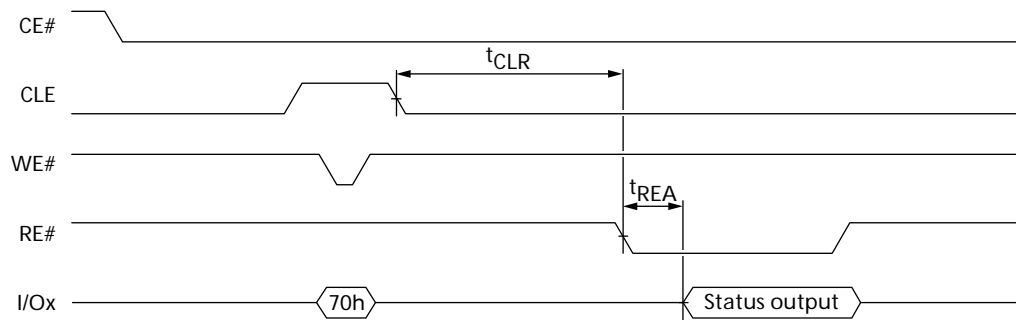 CE#
tCLR
CLE
WE#
tREA
RE#
I/Ox 70h Status output